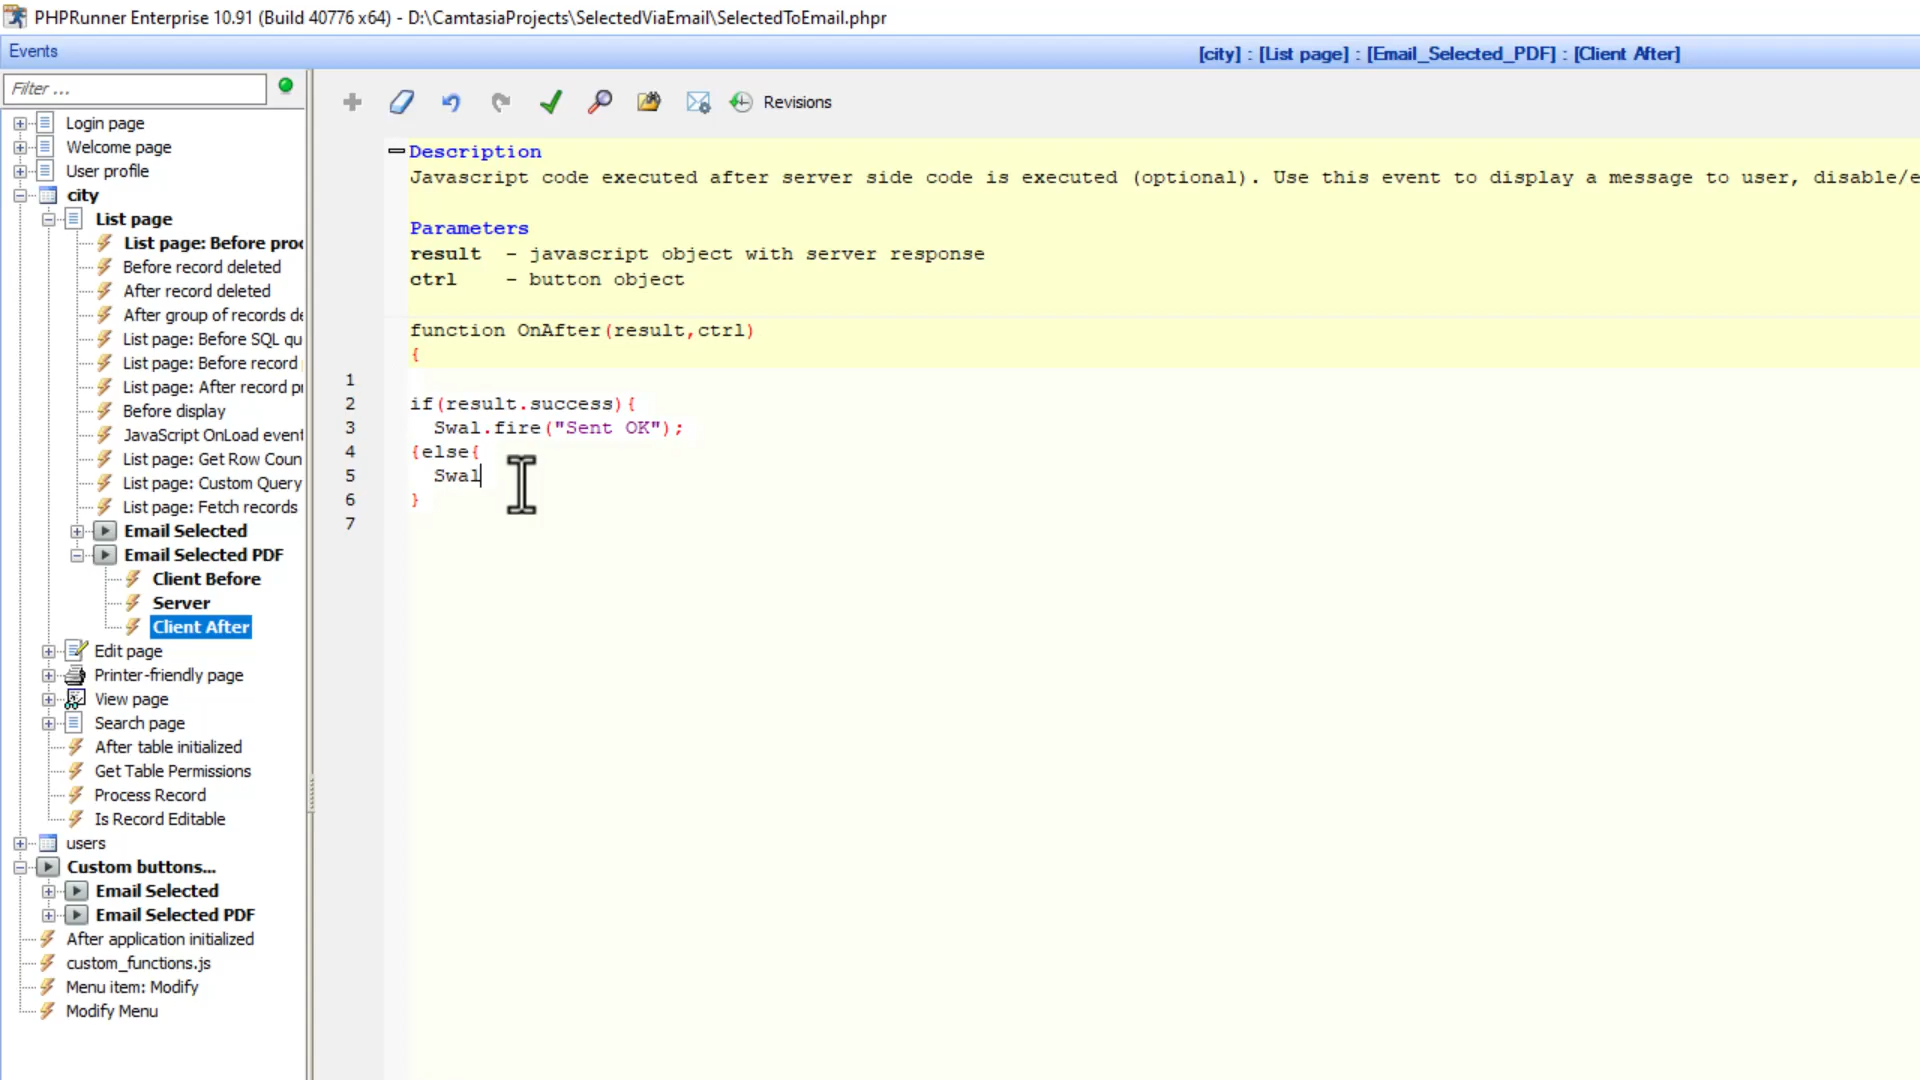 PHPRunner Enterprise 10.91 (Build 40776 x64) - D:\CamtasiaProjects\SelectedViaEmail\SelectedToEmail.phpr
Events
[city] : [List page] : [Email_Selected_PDF] : [Client After]
Filter ...
Revisions
Login page
Welcome page
User profile
city
List page
List page: Before proc
Before record deleted
After record deleted
After group of records de
List page: Before SQL qu
List page: Before record
List page: After record pr
Before display
JavaScript OnLoad event
List page: Get Row Coun
List page: Custom Query
List page: Fetch records
Email Selected
Email Selected PDF
Client Before
Server
Client After
Edit page
Printer-friendly page
View page
Search page
After table initialized
Get Table Permissions
Process Record
Is Record Editable
users
Custom buttons...
Email Selected
Email Selected PDF
After application initialized
custom_functions.js
Menu item: Modify
Modify Menu
Description
Javascript code executed after server side code is executed (optional). Use this event to display a message to user, disable/e
Parameters
result - javascript object with server response
ctrl - button object
function OnAfter(result,ctrl)
{
1
2 if(result.success){
3 Swal.fire("Sent OK");
4 {else{
5 Swal
6 }
7